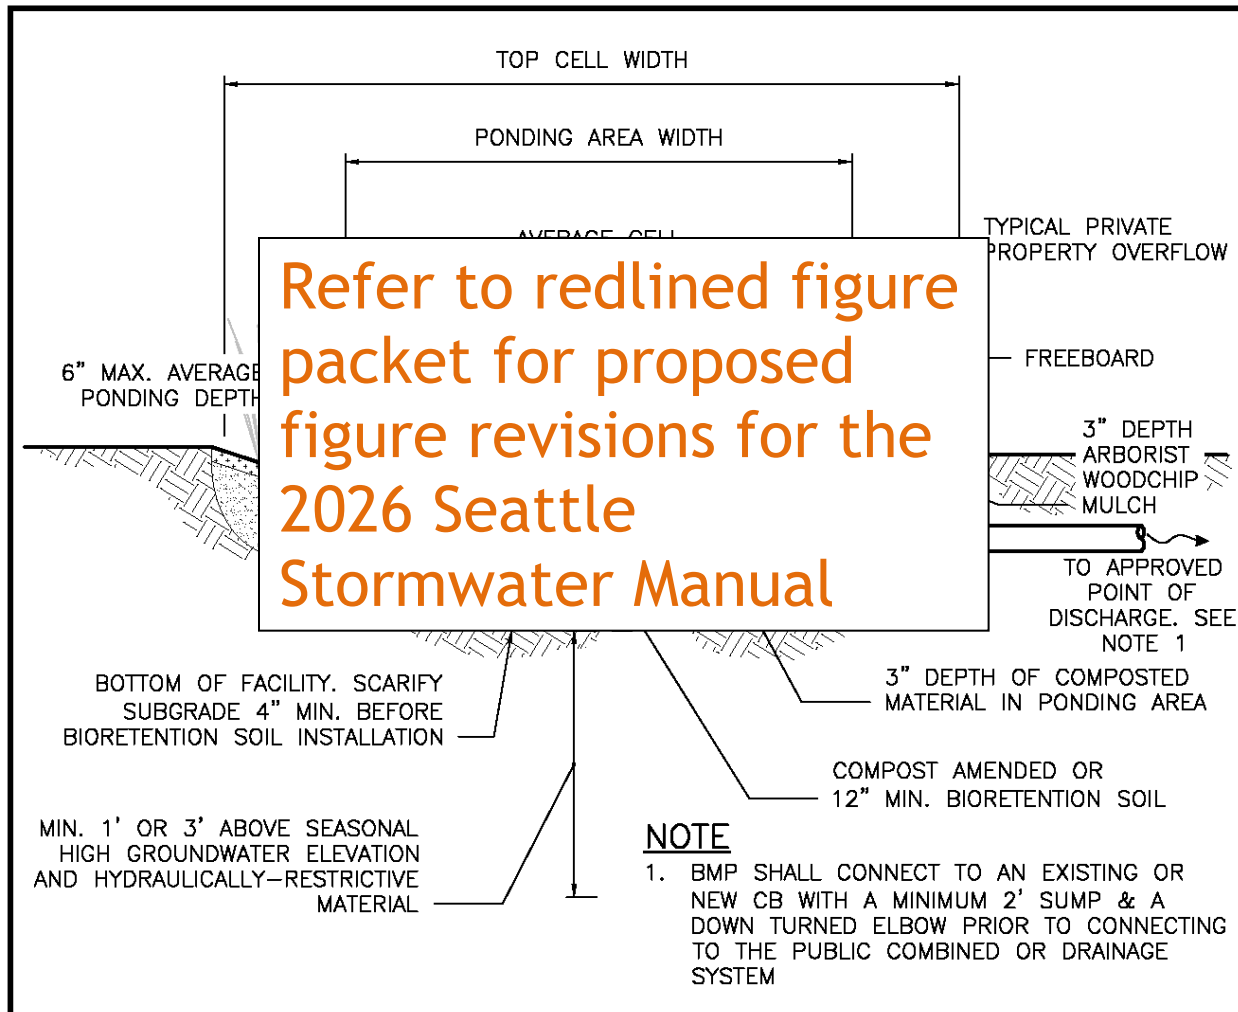 TOP CELL WIDTH
PONDING AREA WIDTH
AVERAGE CELL
TYPICAL PRIVATE
PROPERTY OVERFLOW
Refer to redlined figure
packet for proposed
figure revisions for the
2026 Seattle
Stormwater Manual
6" MAX. AVERAGE
PONDING DEPTH
FREEBOARD
3" DEPTH
ARBORIST
WOODCHIP
MULCH
TO APPROVED
POINT OF
DISCHARGE. SEE
NOTE 1
BOTTOM OF FACILITY. SCARIFY
SUBGRADE 4" MIN. BEFORE
BIORETENTION SOIL INSTALLATION
3" DEPTH OF COMPOSTED
MATERIAL IN PONDING AREA
COMPOST AMENDED OR
12" MIN. BIORETENTION SOIL
MIN. 1' OR 3' ABOVE SEASONAL
HIGH GROUNDWATER ELEVATION
AND HYDRAULICALLY-RESTRICTIVE
MATERIAL
NOTE
1. BMP SHALL CONNECT TO AN EXISTING OR
NEW CB WITH A MINIMUM 2' SUMP & A
DOWN TURNED ELBOW PRIOR TO CONNECTING
TO THE PUBLIC COMBINED OR DRAINAGE
SYSTEM